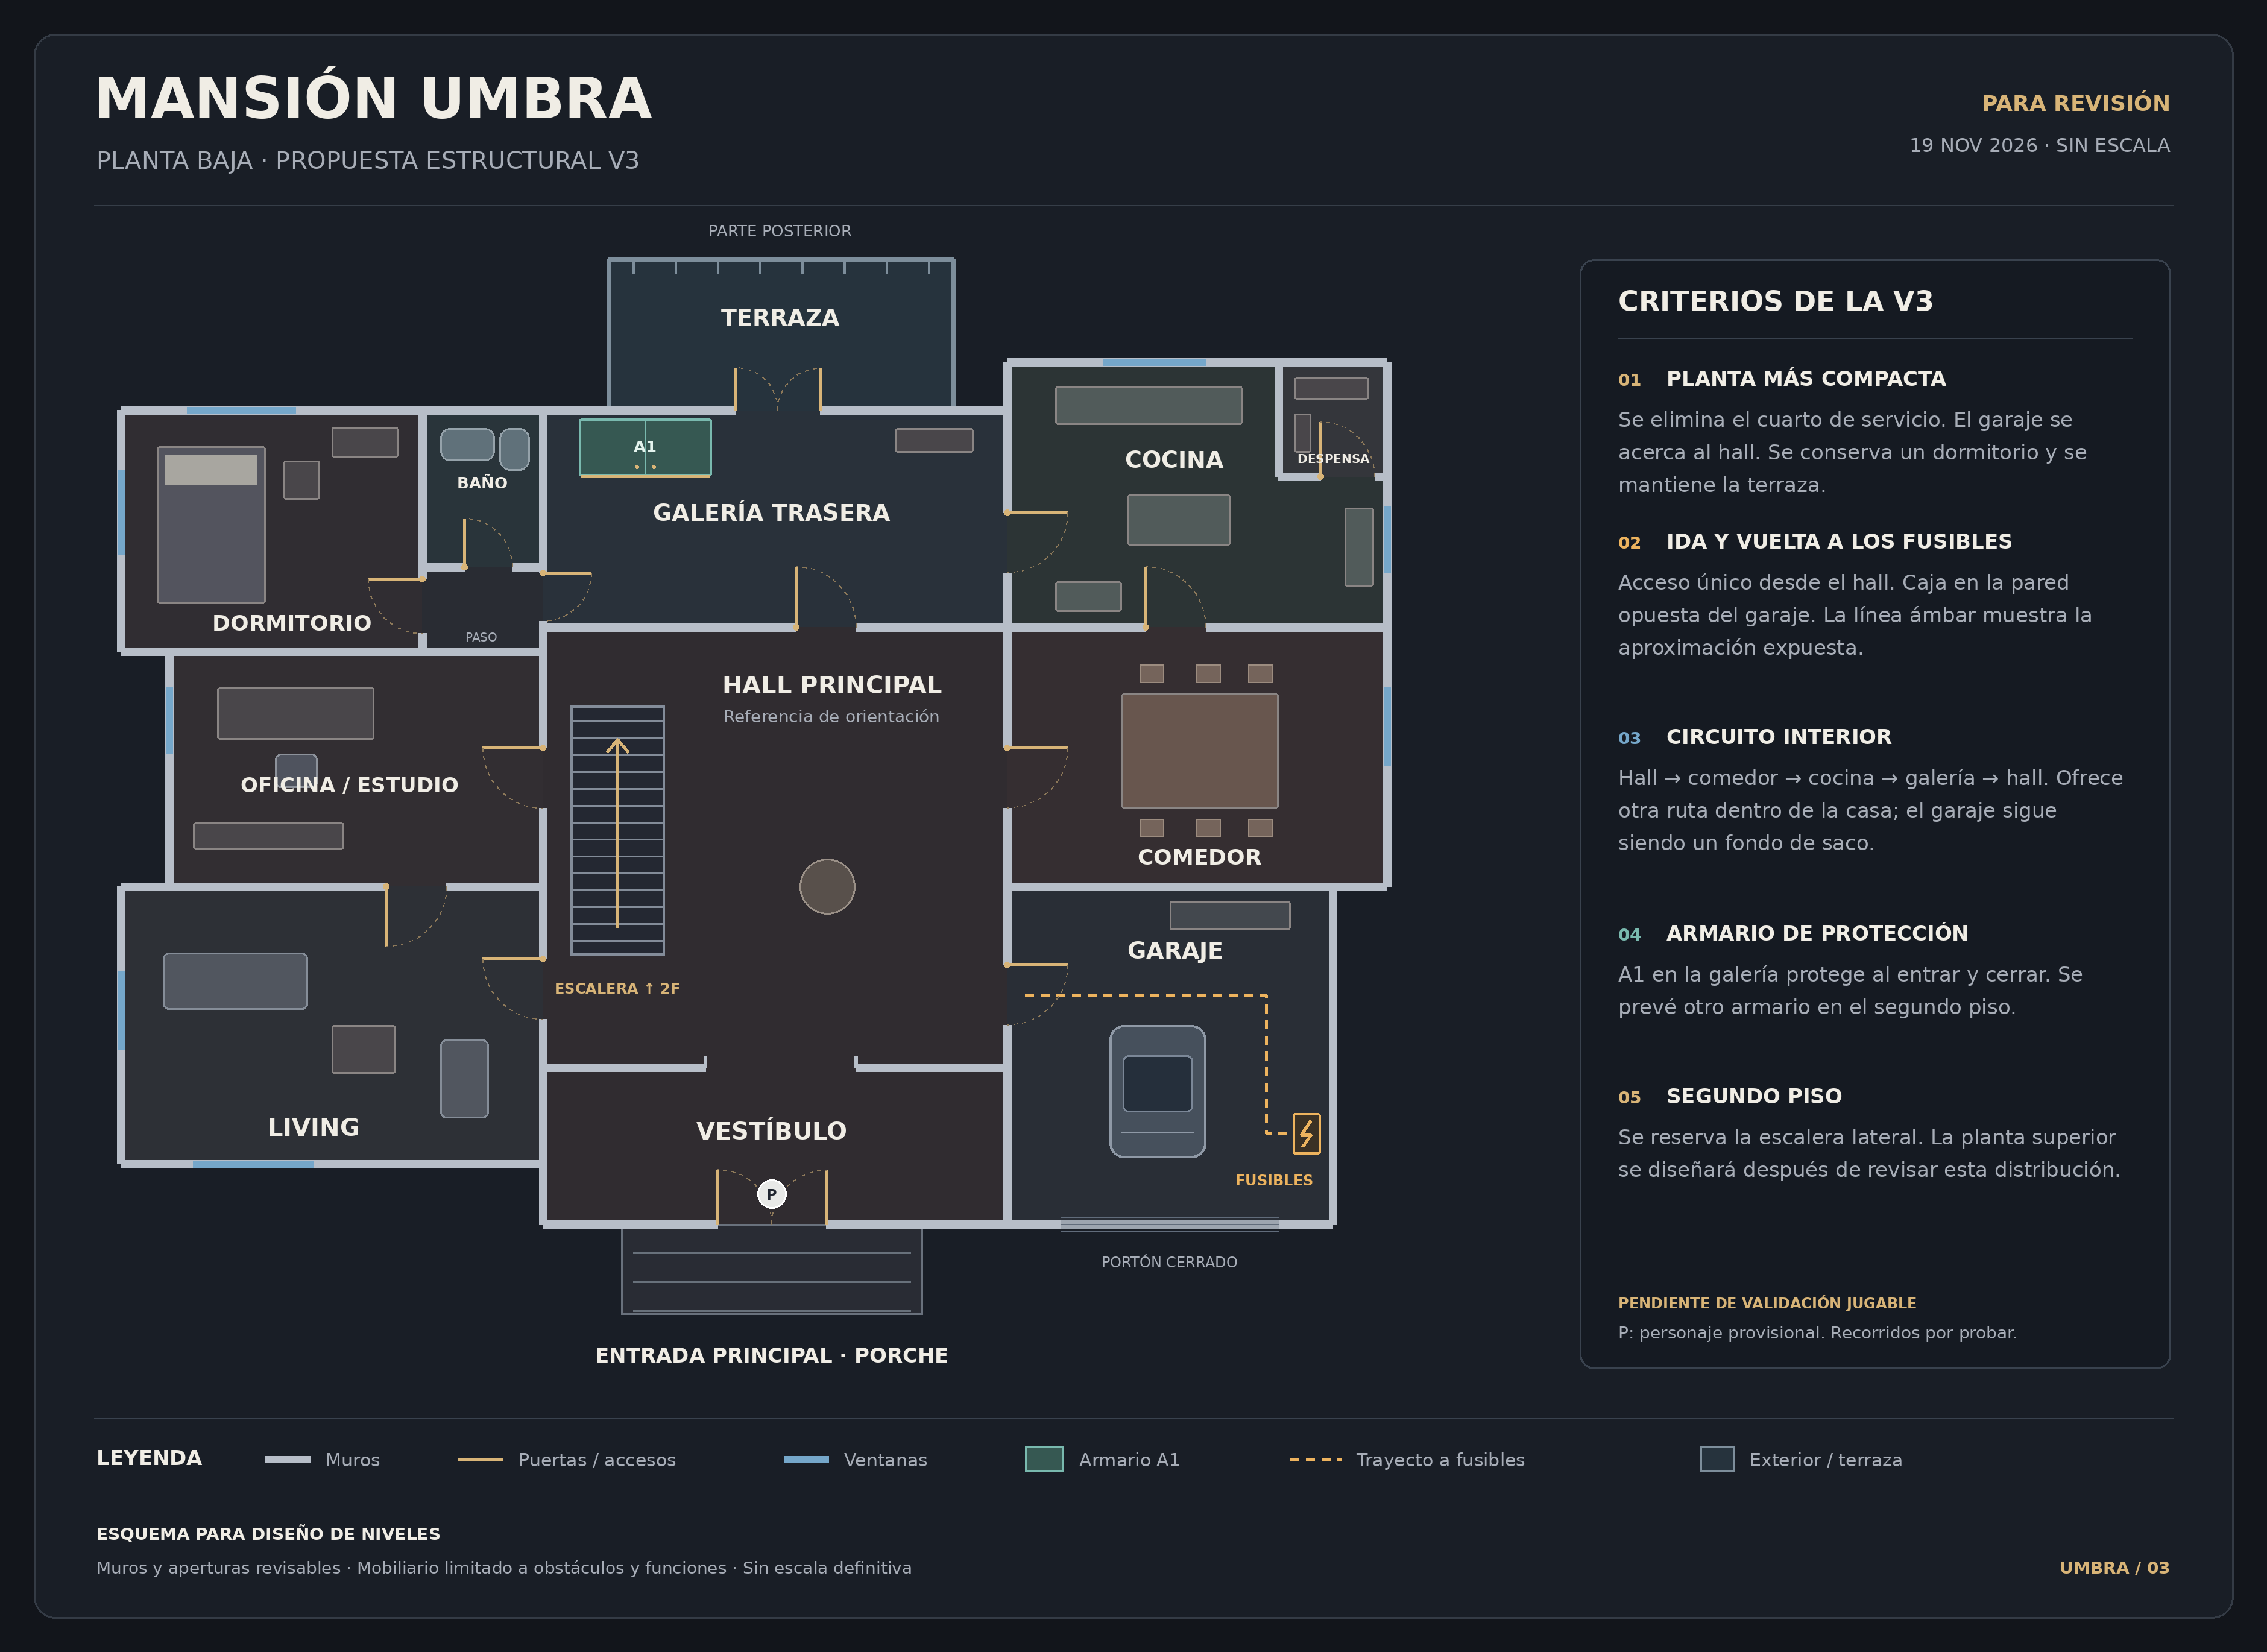 MANSIÓN UMBRA
PLANTA BAJA · PROPUESTA ESTRUCTURAL V3
PARA REVISIÓN
19 NOV 2026 · SIN ESCALA
PARTE POSTERIOR
TERRAZA
A1
BAÑO
GALERÍA TRASERA
COCINA
DESPENSA
DORMITORIO
PASO
HALL PRINCIPAL
Referencia de orientación
OFICINA / ESTUDIO
COMEDOR
GARAJE
ESCALERA ↑ 2F
LIVING
VESTÍBULO
P
FUSIBLES
PORTÓN CERRADO
ENTRADA PRINCIPAL · PORCHE
CRITERIOS DE LA V3
01 PLANTA MÁS COMPACTA
Se elimina el cuarto de servicio. El garaje se
acerca al hall. Se conserva un dormitorio y se
mantiene la terraza.
02 IDA Y VUELTA A LOS FUSIBLES
Acceso único desde el hall. Caja en la pared
opuesta del garaje. La línea ámbar muestra la
aproximación expuesta.
03 CIRCUITO INTERIOR
Hall → comedor → cocina → galería → hall. Ofrece
otra ruta dentro de la casa; el garaje sigue
siendo un fondo de saco.
04 ARMARIO DE PROTECCIÓN
A1 en la galería protege al entrar y cerrar. Se
prevé otro armario en el segundo piso.
05 SEGUNDO PISO
Se reserva la escalera lateral. La planta superior
se diseñará después de revisar esta distribución.
PENDIENTE DE VALIDACIÓN JUGABLE
P: personaje provisional. Recorridos por probar.
LEYENDA
Muros
Puertas / accesos
Ventanas
Armario A1
Trayecto a fusibles
Exterior / terraza
ESQUEMA PARA DISEÑO DE NIVELES
Muros y aperturas revisables · Mobiliario limitado a obstáculos y funciones · Sin escala definitiva
UMBRA / 03